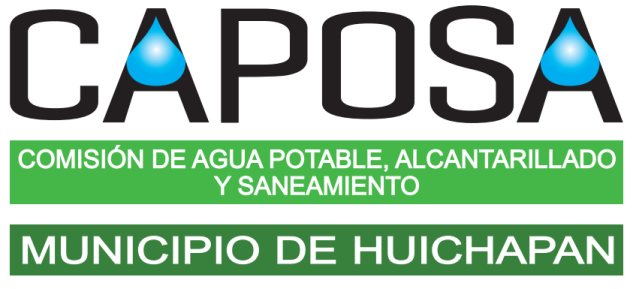 CAPOSA
COMISIÓN DE AGUA POTABLE, ALCANTARILLADO
Y SANEAMIENTO
MUNICIPIO DE HUICHAPAN